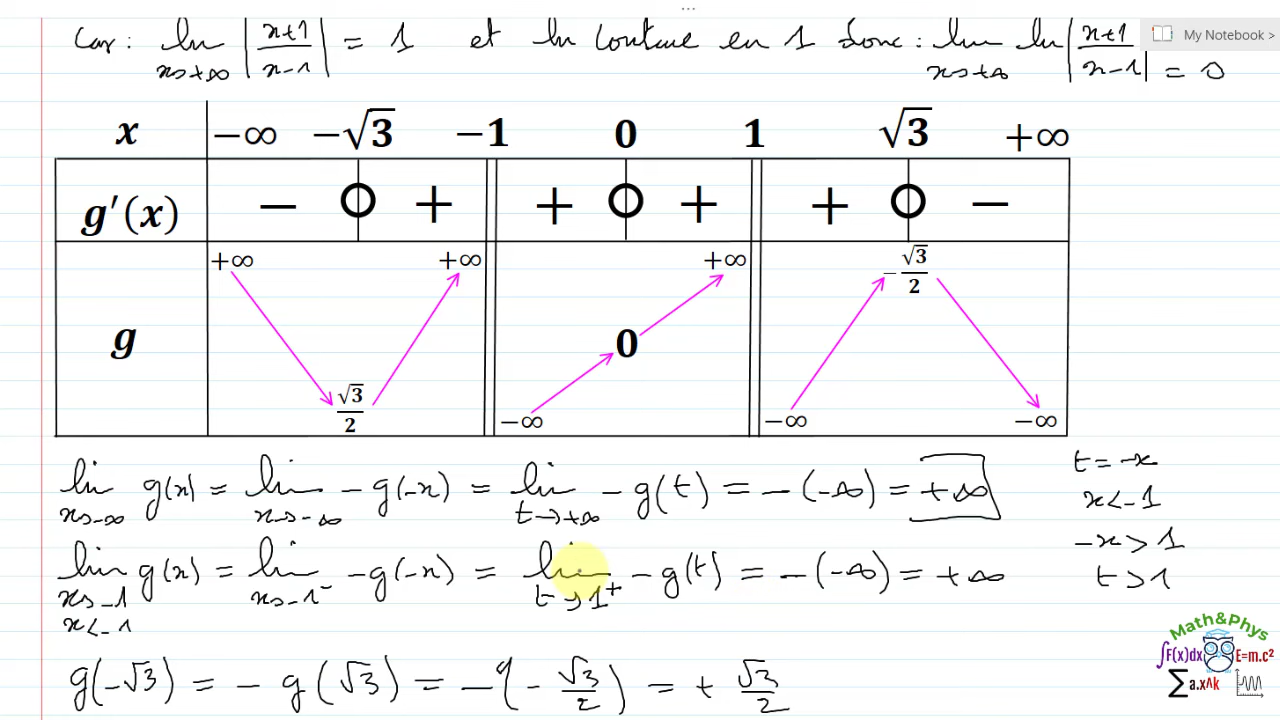 ...
Car : lim |x+1/x-1| = 1 et ln continue en 1 donc : lim ln|x+1/x-1| = 0
x→+∞ x→+∞
My Notebook >
x −∞ −√3 −1 0 1 √3 +∞
g′(x) − 0 + ‖ + 0 + ‖ + 0 −
+∞ +∞ +∞ −√3/2
g 0
√3/2 −∞ −∞ −∞
lim g(x) = lim −g(−x) = lim −g(t) = −(−∞) = +∞
x→−∞ x→−∞ t→+∞
t = −x
x < −1
−x > 1
t > 1
lim g(x) = lim −g(−x) = lim −g(t) = −(−∞) = +∞
x→−1 x→−1⁻ t→1⁺
x<−1
g(−√3) = − g(√3) = −(−√3/2) = + √3/2
Math&Phys
∫F(x)dx E=m.c²
∑ a.x∧k